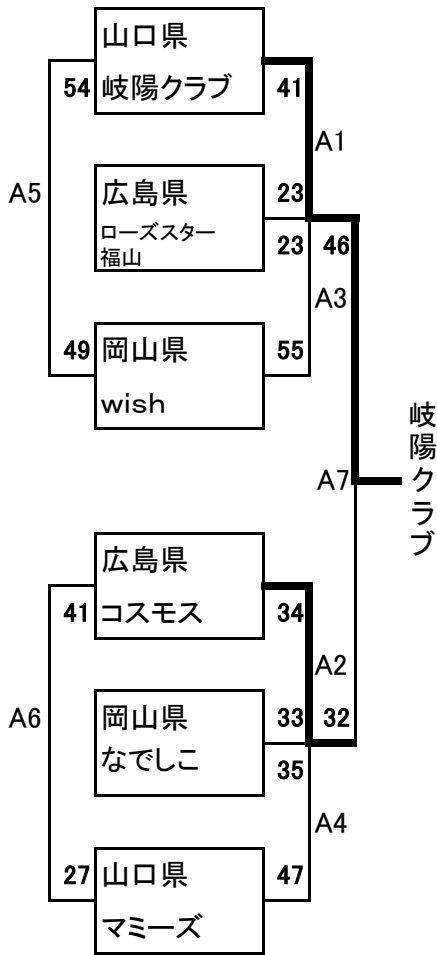 山口県
54 岐陽クラブ 41
A1
A5 広島県 23
ローズスター 23 46
福山
A3
49 岡山県 55
wish
岐陽クラブ
A7
広島県
41 コスモス 34
A2
A6 岡山県 33 32
なでしこ 35
A4
27 山口県 47
マミーズ